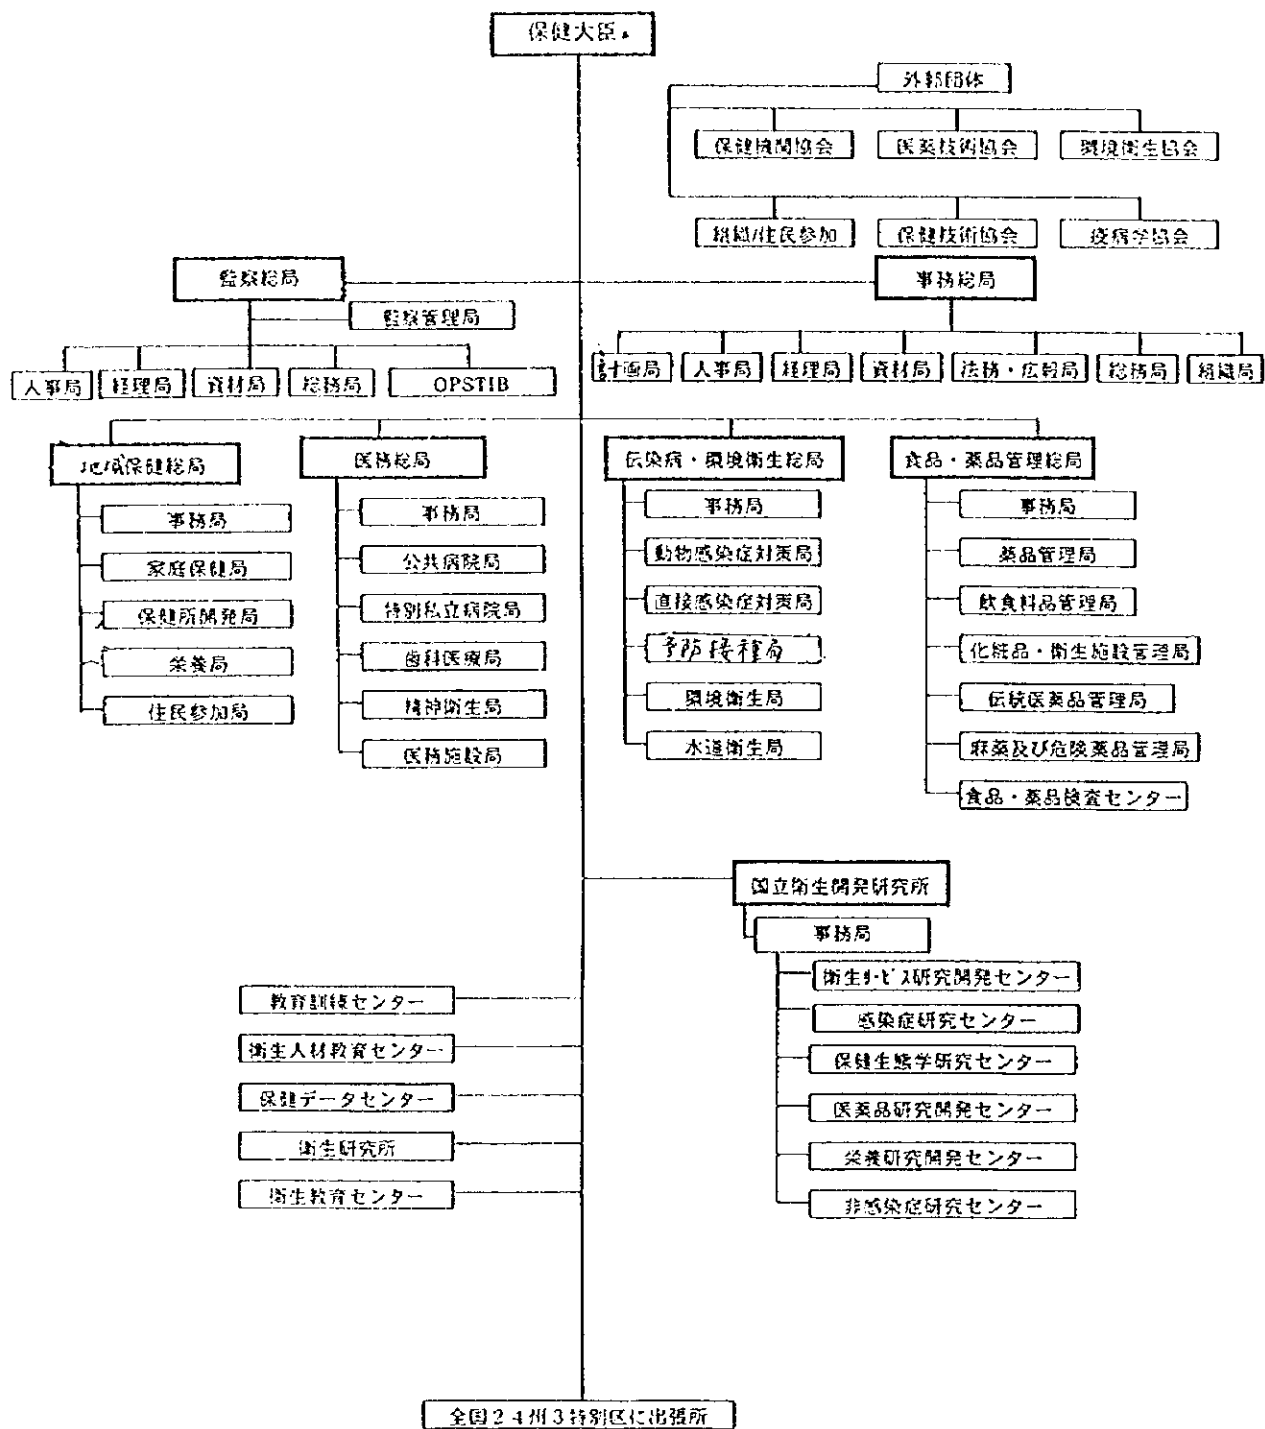 保健大臣
外部団体
保健機関協会 医薬技術協会 環境衛生協会
組織/住民参加 保健技術協会 疫病学協会
監察総局 事務総局
監察管理局
人事局 経理局 資材局 総務局 OPSTIB
計画局 人事局 経理局 資材局 法務・広報局 総務局 組織局
地域保健総局 医務総局 伝染病・環境衛生総局 食品・薬品管理総局
事務局
家庭保健局
保健所開発局
栄養局
住民参加局
事務局
公共病院局
特別私立病院局
歯科医療局
精神衛生局
医務施設局
事務局
動物感染症対策局
直接感染症対策局
予防接種局
環境衛生局
水道衛生局
事務局
薬品管理局
飲食料品管理局
化粧品・衛生施設管理局
伝統医薬品管理局
麻薬及び危険薬品管理局
食品・薬品検査センター
国立衛生開発研究所
事務局
衛生サービス研究開発センター
感染症研究センター
保健生態学研究センター
医薬品研究開発センター
栄養研究開発センター
非感染症研究センター
教育訓練センター
衛生人材教育センター
保健データセンター
衛生研究所
衛生教育センター
全国24州3特別区に出張所